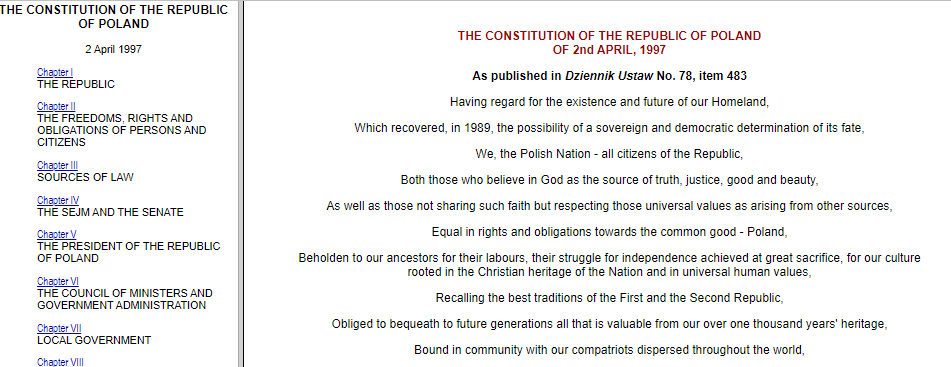 THE CONSTITUTION OF THE REPUBLIC
OF POLAND
2 April 1997
Chapter I
THE REPUBLIC
Chapter II
THE FREEDOMS, RIGHTS AND
OBLIGATIONS OF PERSONS AND
CITIZENS
Chapter III
SOURCES OF LAW
Chapter IV
THE SEJM AND THE SENATE
Chapter V
THE PRESIDENT OF THE REPUBLIC
OF POLAND
Chapter VI
THE COUNCIL OF MINISTERS AND
GOVERNMENT ADMINISTRATION
Chapter VII
LOCAL GOVERNMENT
Chapter VIII
THE CONSTITUTION OF THE REPUBLIC OF POLAND
OF 2nd APRIL, 1997
As published in Dziennik Ustaw No. 78, item 483
Having regard for the existence and future of our Homeland,
Which recovered, in 1989, the possibility of a sovereign and democratic determination of its fate,
We, the Polish Nation - all citizens of the Republic,
Both those who believe in God as the source of truth, justice, good and beauty,
As well as those not sharing such faith but respecting those universal values as arising from other sources,
Equal in rights and obligations towards the common good - Poland,
Beholden to our ancestors for their labours, their struggle for independence achieved at great sacrifice, for our culture
rooted in the Christian heritage of the Nation and in universal human values,
Recalling the best traditions of the First and the Second Republic,
Obliged to bequeath to future generations all that is valuable from our over one thousand years' heritage,
Bound in community with our compatriots dispersed throughout the world,